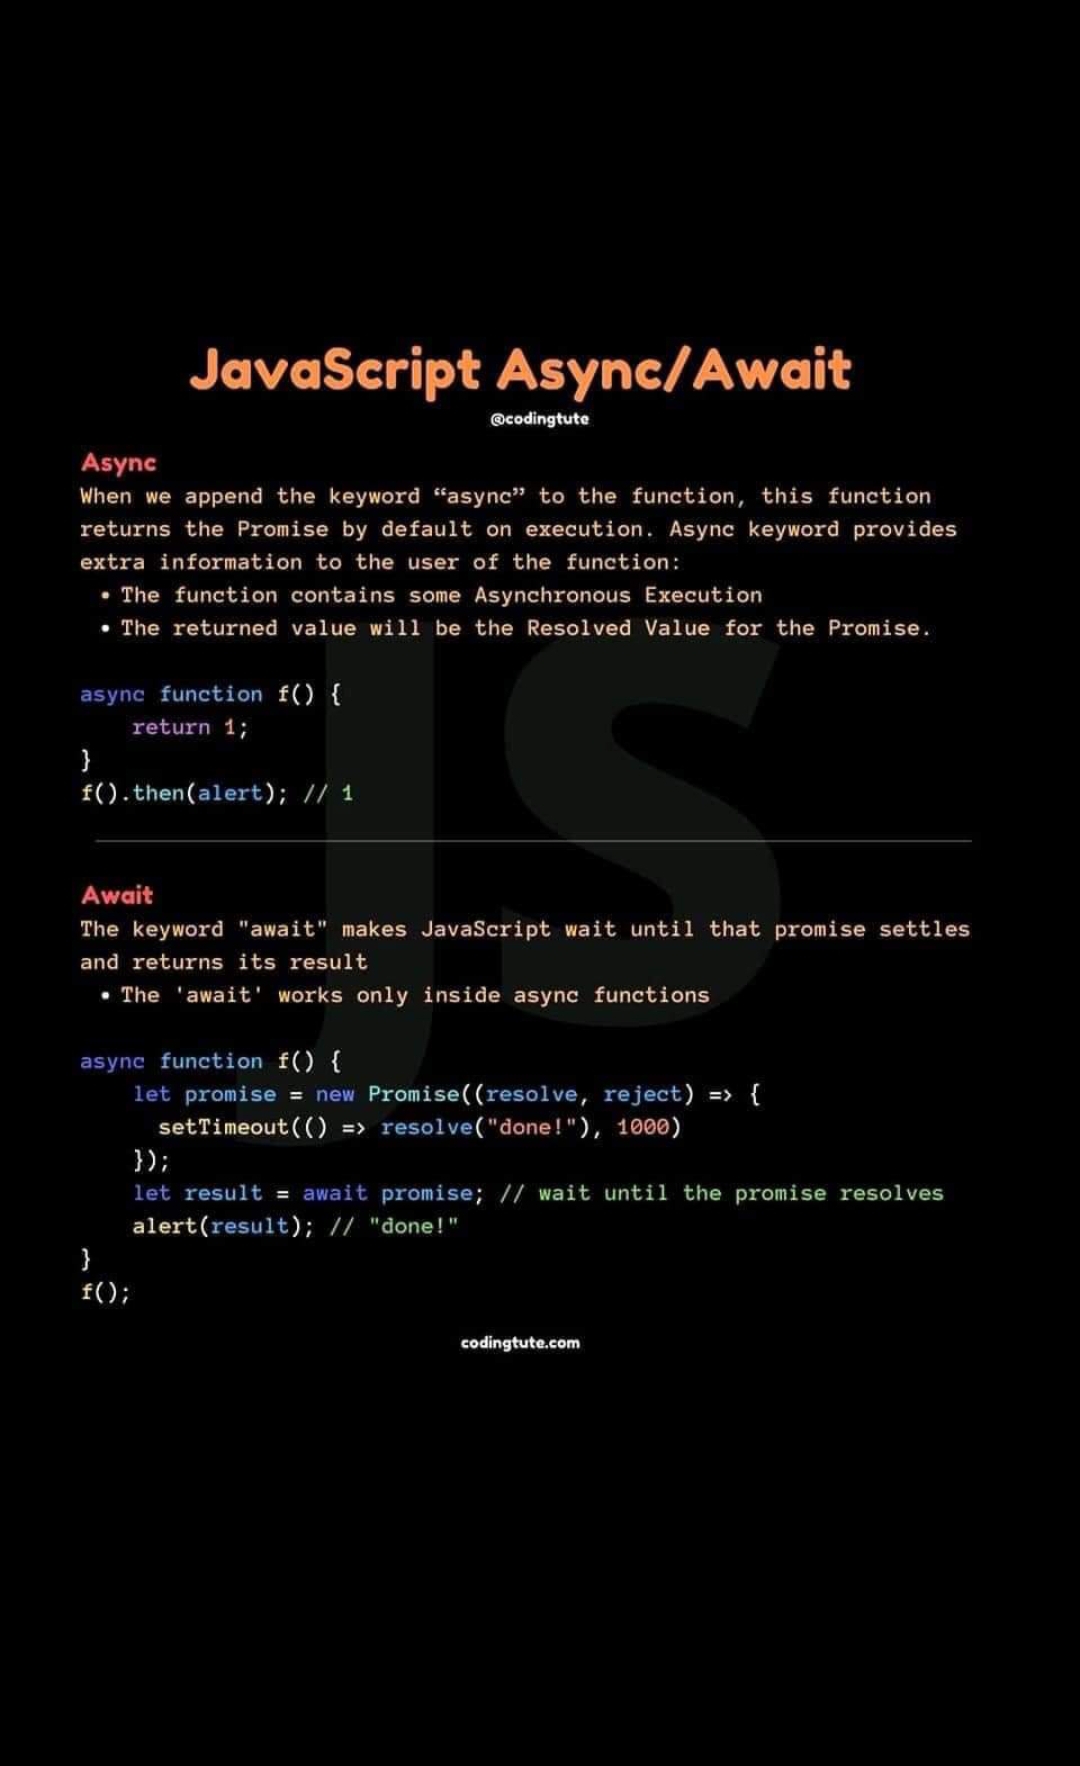 JavaScript Async/Await
@codingtute
Async
When we append the keyword “async” to the function, this function
returns the Promise by default on execution. Async keyword provides
extra information to the user of the function:
• The function contains some Asynchronous Execution
• The returned value will be the Resolved Value for the Promise.
async function f() {
    return 1;
}
f().then(alert); // 1
Await
The keyword "await" makes JavaScript wait until that promise settles
and returns its result
• The 'await' works only inside async functions
async function f() {
    let promise = new Promise((resolve, reject) => {
      setTimeout(() => resolve("done!"), 1000)
    });
    let result = await promise; // wait until the promise resolves
    alert(result); // "done!"
}
f();
codingtute.com
JS